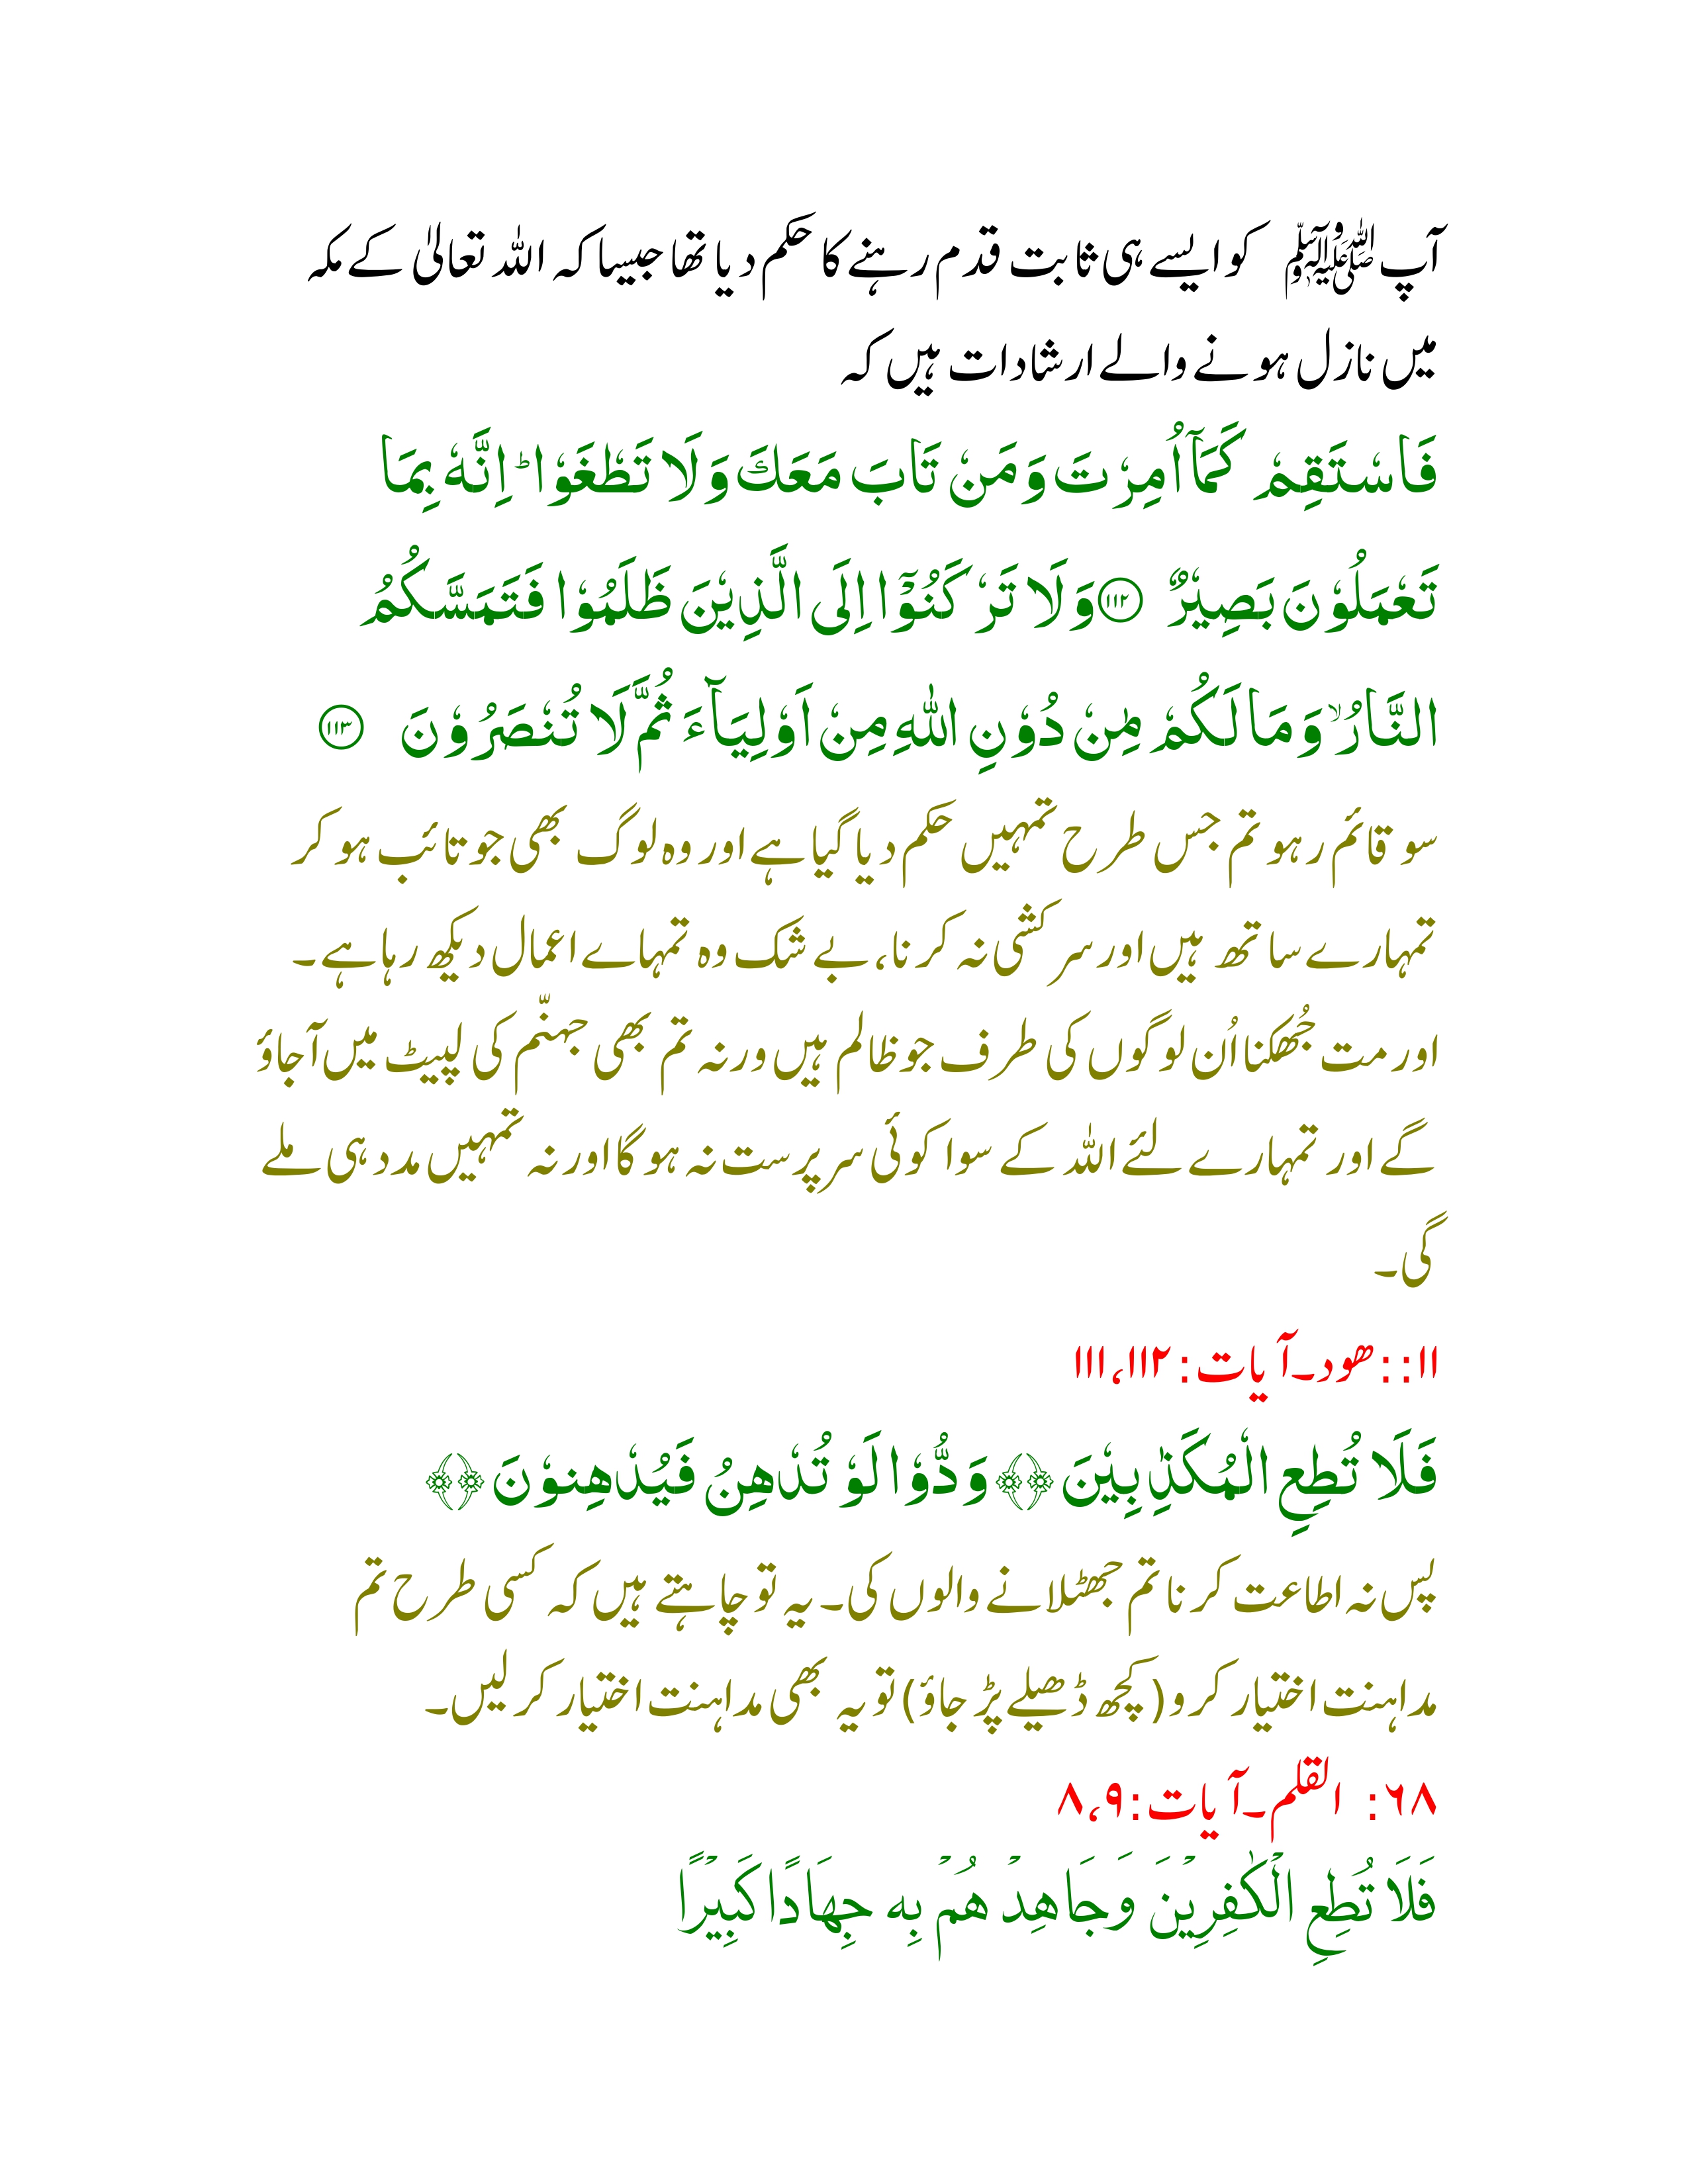 آپ ﷺ کو ایسے ہی ثابت قدم رہنے کا حکم دیا تھا جیسا کہ اللہ تعالیٰ کے مکہ
میں نازل ہونے والے ارشادات ہیں کہ
فَاسْتَقِمْ كَمَآ اُمِرْتَ وَمَنْ تَابَ مَعَكَ وَلَا تَطْغَوْا ۭ اِنَّهٗ بِمَا
تَعْمَلُوْنَ بَصِيْرٌ ۝۱۱۲ وَلَا تَرْكَنُوْٓا اِلَى الَّذِيْنَ ظَلَمُوْا فَتَمَسَّكُمُ
النَّارُ ۙ وَمَا لَكُمْ مِّنْ دُوْنِ اللّٰهِ مِنْ اَوْلِيَاۗءَ ثُمَّ لَا تُنْصَرُوْنَ ۝۱۱۳
سو قائم رہو تم جس طرح تمہیں حکم دیا گیا ہے اور وہ لوگ بھی جو تائب ہو کر
تمہارے ساتھ ہیں اور سرکشی نہ کرنا، بے شک وہ تمہاے اعمال دیکھ رہا ہے۔
اور مت جُھکنا اُن لوگوں کی طرف جو ظالم ہیں ورنہ تم بھی جہنّم کی لپیٹ میں آجاؤ
گے اور تمہارے لئے اللہ کے سوا کوئی سرپرست نہ ہو گا اور نہ تمہیں مدد ہی ملے
گی۔
۱۱::ھود۔آیات:۱۱۱،۱۱۲
فَلَا تُطِعِ الْمُكَذِّبِيْنَ ﴿﴾ وَدُّوْا لَوْ تُدْهِنُ فَيُدْهِنُوْنَ ﴿﴾
پس نہ اطاعت کرنا تم جھٹلانے والوں کی۔ یہ تو چاہتے ہیں کہ کسی طرح تم
مداہنت اختیار کرو (کچھ ڈھیلے پڑ جاؤ) تو یہ بھی مداہنت اختیار کر لیں۔
۶۸: القلم۔آیات:۸،۹
فَلَا تُطِعِ الْكٰفِرِيْنَ وَجَاهِدْهُمْ بِه جِهَادًا كَبِيْرًا